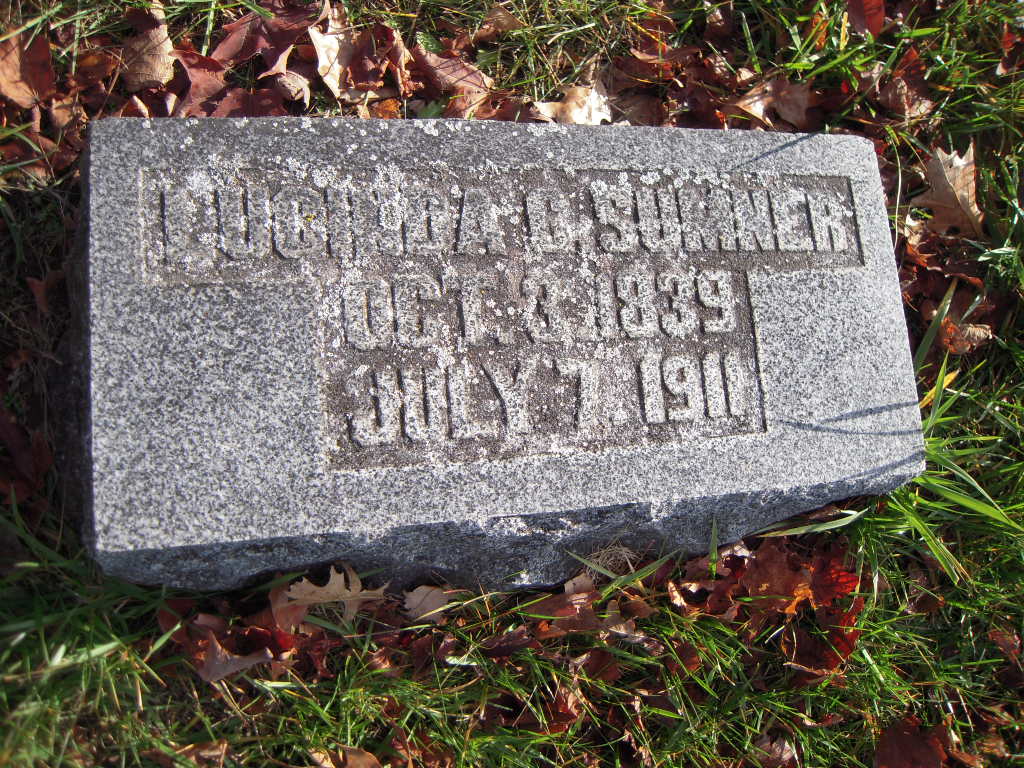 LUCINDA C. SUMNER
OCT. 3. 1839
JULY 7. 1911